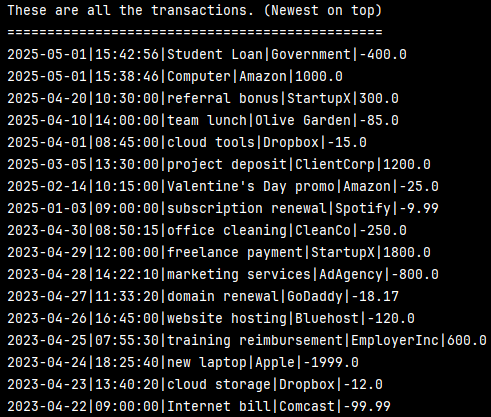 These are all the transactions. (Newest on top)
===============================================
2025-05-01|15:42:56|Student Loan|Government|-400.0
2025-05-01|15:38:46|Computer|Amazon|1000.0
2025-04-20|10:30:00|referral bonus|StartupX|300.0
2025-04-10|14:00:00|team lunch|Olive Garden|-85.0
2025-04-01|08:45:00|cloud tools|Dropbox|-15.0
2025-03-05|13:30:00|project deposit|ClientCorp|1200.0
2025-02-14|10:15:00|Valentine's Day promo|Amazon|-25.0
2025-01-03|09:00:00|subscription renewal|Spotify|-9.99
2023-04-30|08:50:15|office cleaning|CleanCo|-250.0
2023-04-29|12:00:00|freelance payment|StartupX|1800.0
2023-04-28|14:22:10|marketing services|AdAgency|-800.0
2023-04-27|11:33:20|domain renewal|GoDaddy|-18.17
2023-04-26|16:45:00|website hosting|Bluehost|-120.0
2023-04-25|07:55:30|training reimbursement|EmployerInc|600.0
2023-04-24|18:25:40|new laptop|Apple|-1999.0
2023-04-23|13:40:20|cloud storage|Dropbox|-12.0
2023-04-22|09:00:00|Internet bill|Comcast|-99.99